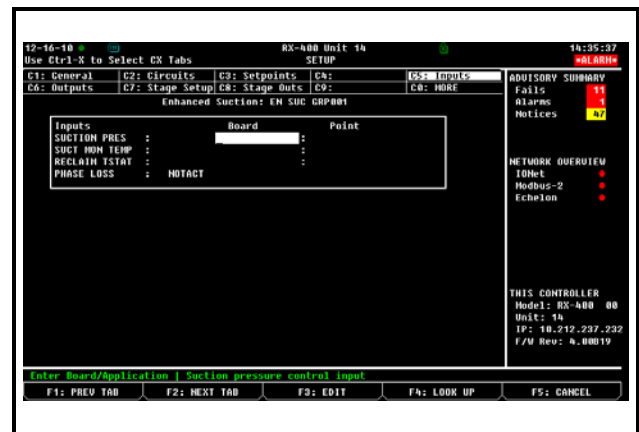 12-16-10 RX-400 Unit 14 14:35:37
Use Ctrl-X to Select CX Tabs SETUP *ALARM*
C1: General C2: Circuits C3: Setpoints C4: C5: Inputs ADVISORY SUMMARY
C6: Outputs C7: Stage Setup C8: Stage Outs C9: C0: MORE Fails 11
Enhanced Suction: EN SUC GRP001 Alarms 1
Notices 47
Inputs Board Point
SUCTION PRES : :
SUCT MON TEMP : :
RECLAIM TSTAT : : NETWORK OVERVIEW
PHASE LOSS : NOTACT IONet
Modbus-2
Echelon
THIS CONTROLLER
Model: RX-400 00
Unit: 14
IP: 10.212.237.232
F/W Rev: 4.00B19
Enter Board/Application | Suction pressure control input
F1: PREV TAB F2: NEXT TAB F3: EDIT F4: LOOK UP F5: CANCEL